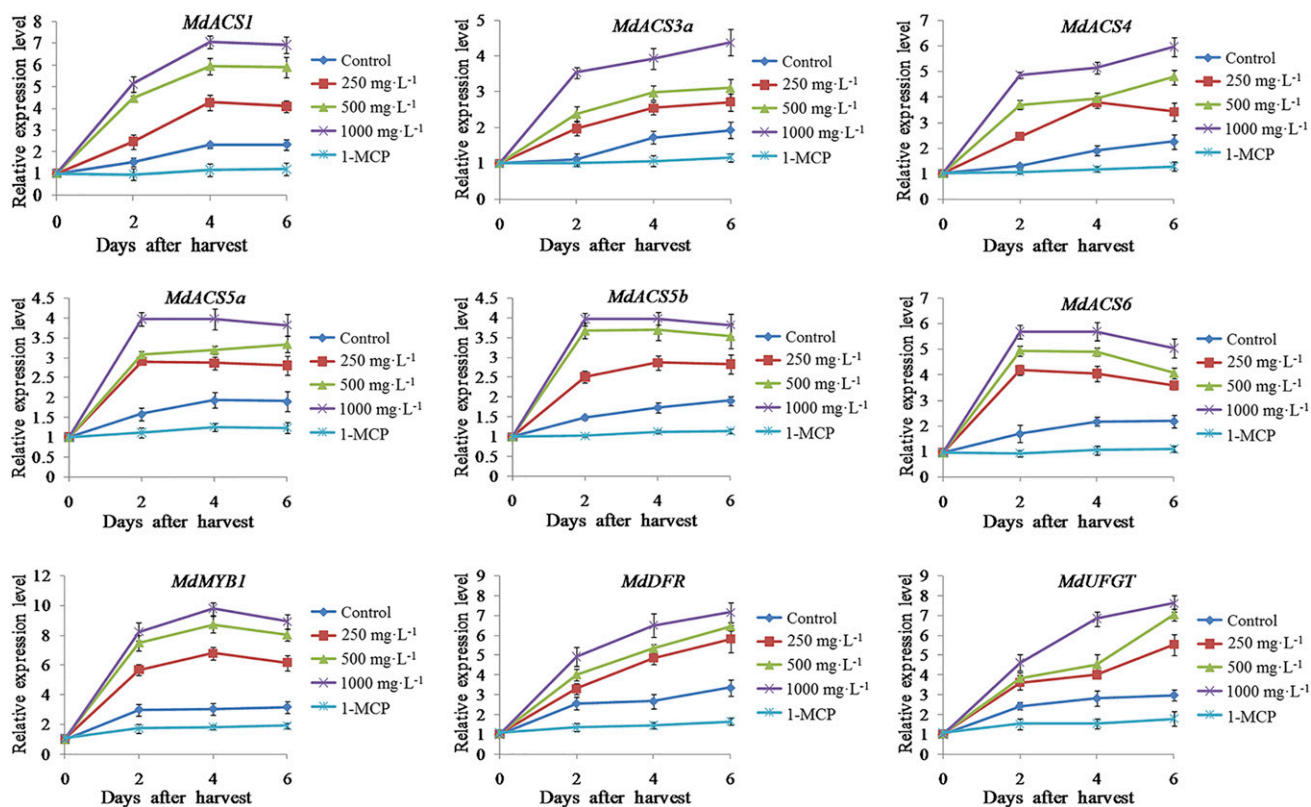 MdACS1
Relative expression level
8
7
6
5
4
3
2
1
0
0 2 4 6
Days after harvest
Control
250 mg·L⁻¹
500 mg·L⁻¹
1000 mg·L⁻¹
1-MCP
MdACS3a
Relative expression level
5
4
3
2
1
0
0 2 4 6
Days after harvest
Control
250 mg·L⁻¹
500 mg·L⁻¹
1000 mg·L⁻¹
1-MCP
MdACS4
Relative expression level
7
6
5
4
3
2
1
0
0 2 4 6
Days after harvest
Control
250 mg·L⁻¹
500 mg·L⁻¹
1000 mg·L⁻¹
1-MCP
MdACS5a
Relative expression level
4.5
4
3.5
3
2.5
2
1.5
1
0.5
0
0 2 4 6
Days after harvest
Control
250 mg·L⁻¹
500 mg·L⁻¹
1000 mg·L⁻¹
1-MCP
MdACS5b
Relative expression level
4.5
4
3.5
3
2.5
2
1.5
1
0.5
0
0 2 4 6
Days after harvest
Control
250 mg·L⁻¹
500 mg·L⁻¹
1000 mg·L⁻¹
1-MCP
MdACS6
Relative expression level
7
6
5
4
3
2
1
0
0 2 4 6
Days after harvest
Control
250 mg·L⁻¹
500 mg·L⁻¹
1000 mg·L⁻¹
1-MCP
MdMYB1
Relative expression level
12
10
8
6
4
2
0
0 2 4 6
Days after harvest
Control
250 mg·L⁻¹
500 mg·L⁻¹
1000 mg·L⁻¹
1-MCP
MdDFR
Relative expression level
9
8
7
6
5
4
3
2
1
0
0 2 4 6
Days after harvest
Control
250 mg·L⁻¹
500 mg·L⁻¹
1000 mg·L⁻¹
1-MCP
MdUFGT
Relative expression level
9
8
7
6
5
4
3
2
1
0
0 2 4 6
Days after harvest
Control
250 mg·L⁻¹
500 mg·L⁻¹
1000 mg·L⁻¹
1-MCP